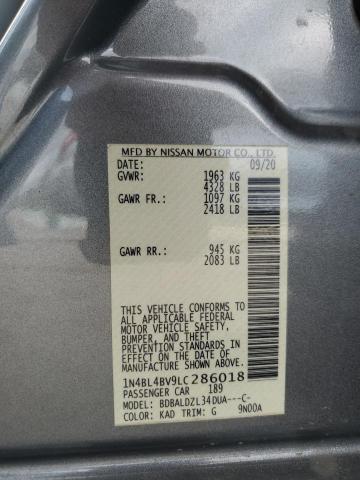 MFD BY NISSAN MOTOR CO., LTD.
DATE: 09/20
GVWR: 1963 KG
4328 LB
GAWR FR.: 1097 KG
2418 LB
GAWR RR.: 945 KG
2083 LB
THIS VEHICLE CONFORMS TO
ALL APPLICABLE FEDERAL
MOTOR VEHICLE SAFETY,
BUMPER, AND THEFT
PREVENTION STANDARDS
IN EFFECT ON THE DATE OF
MANUFACTURE SHOWN ABOVE.
1N4BL4BV9LC286018
PASSENGER CAR 189
MODEL: BDBALDZL34DUA---C-
COLOR: KAD TRIM: G 9N00A